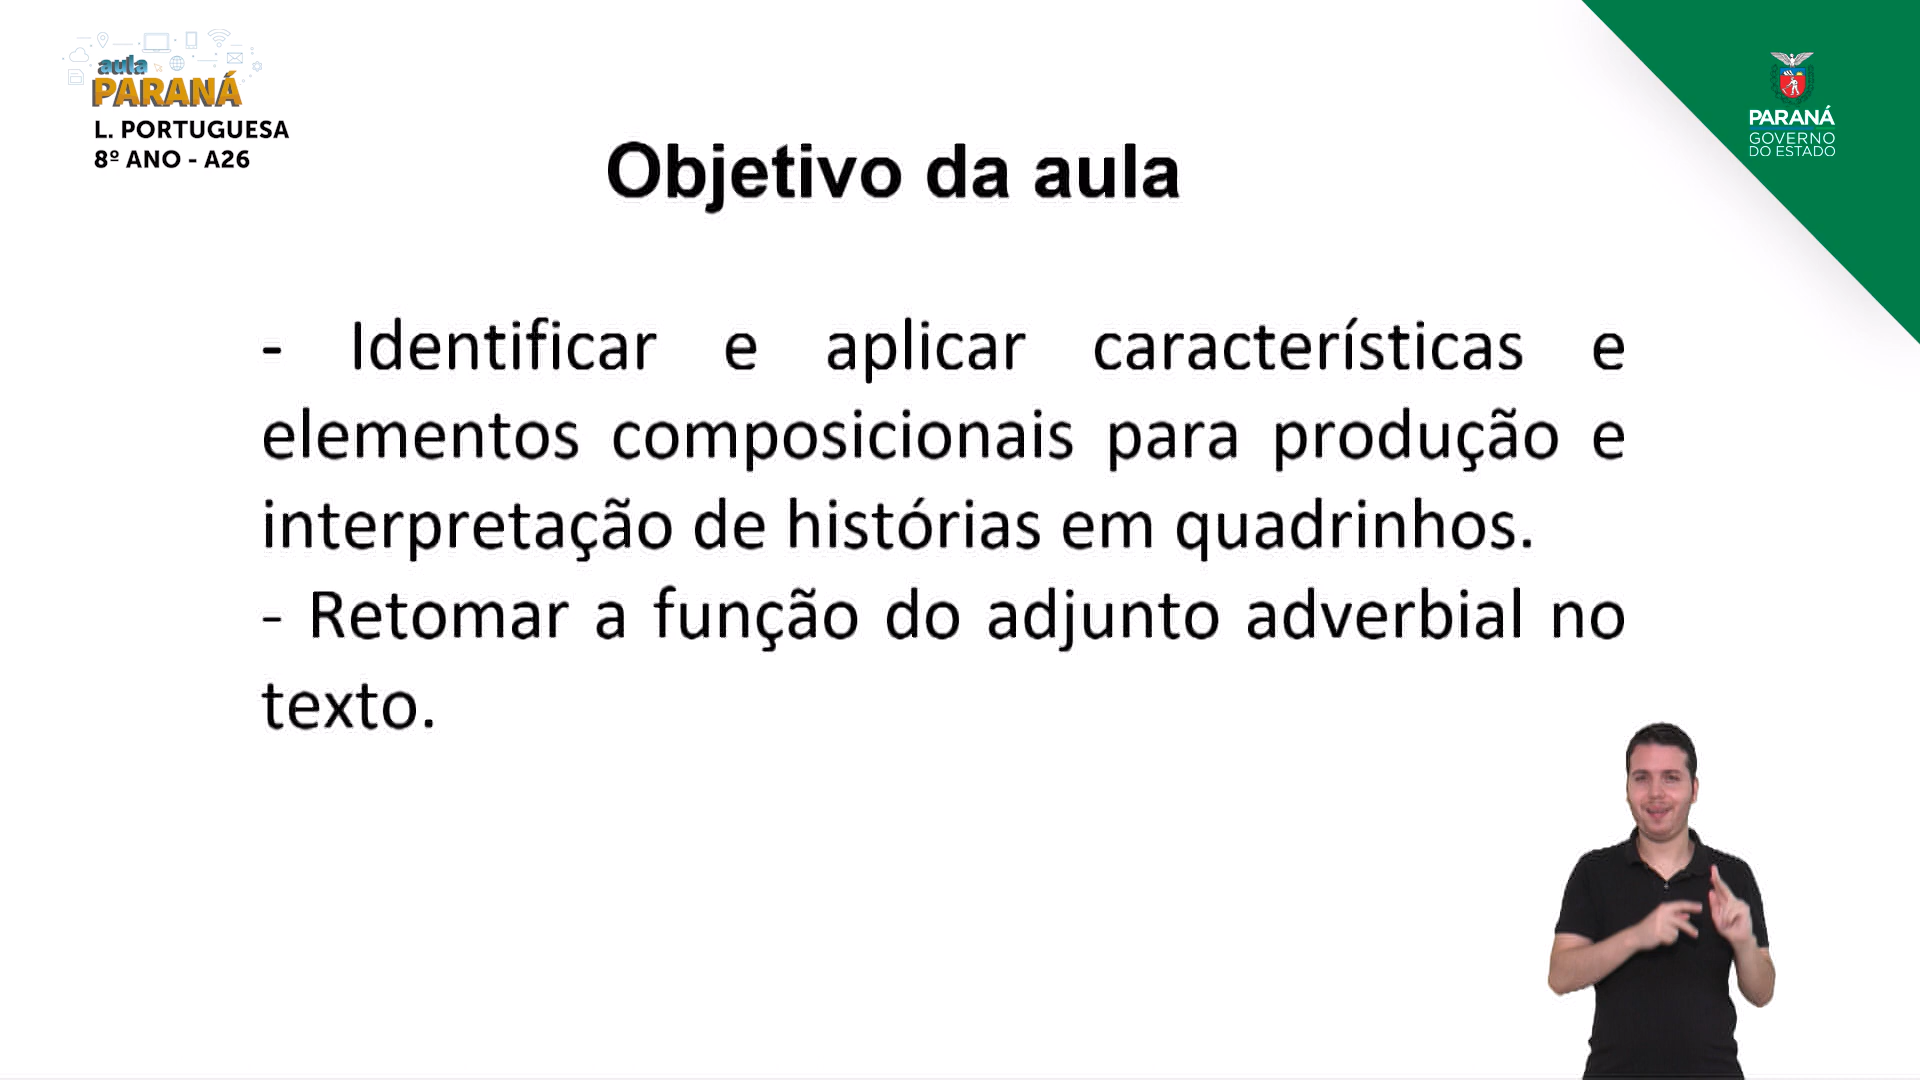 aula
PARANÁ
L. PORTUGUESA
8º ANO - A26
PARANÁ
GOVERNO
DO ESTADO
Objetivo da aula
- Identificar e aplicar características e
elementos composicionais para produção e
interpretação de histórias em quadrinhos.
- Retomar a função do adjunto adverbial no
texto.